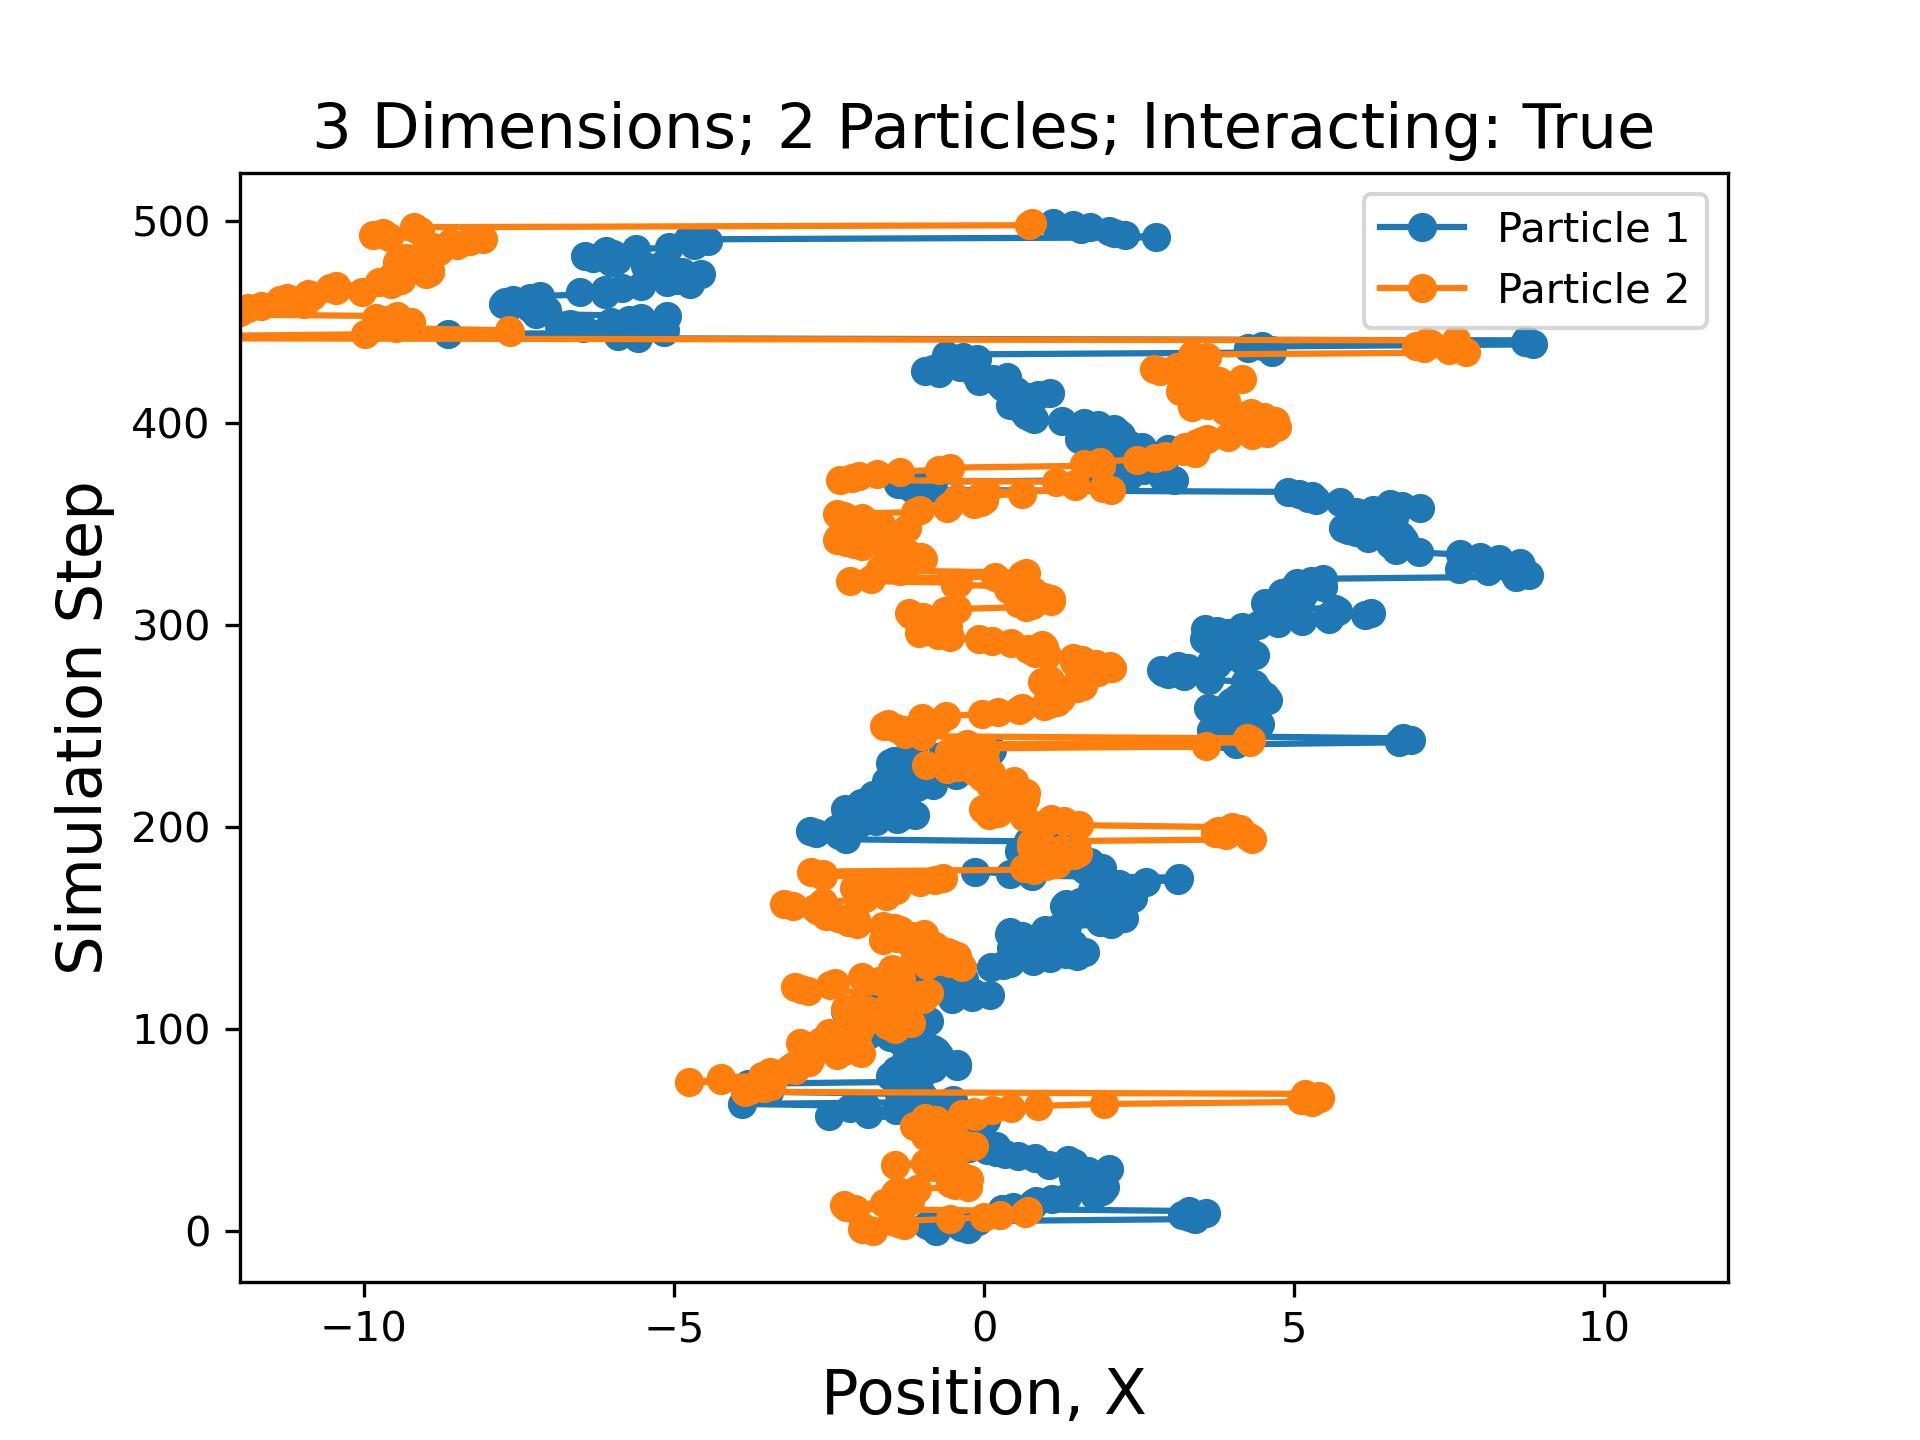 3 Dimensions; 2 Particles; Interacting: True
Particle 1
Particle 2
Simulation Step
500
400
300
200
100
0
−10
−5
0
5
10
Position, X